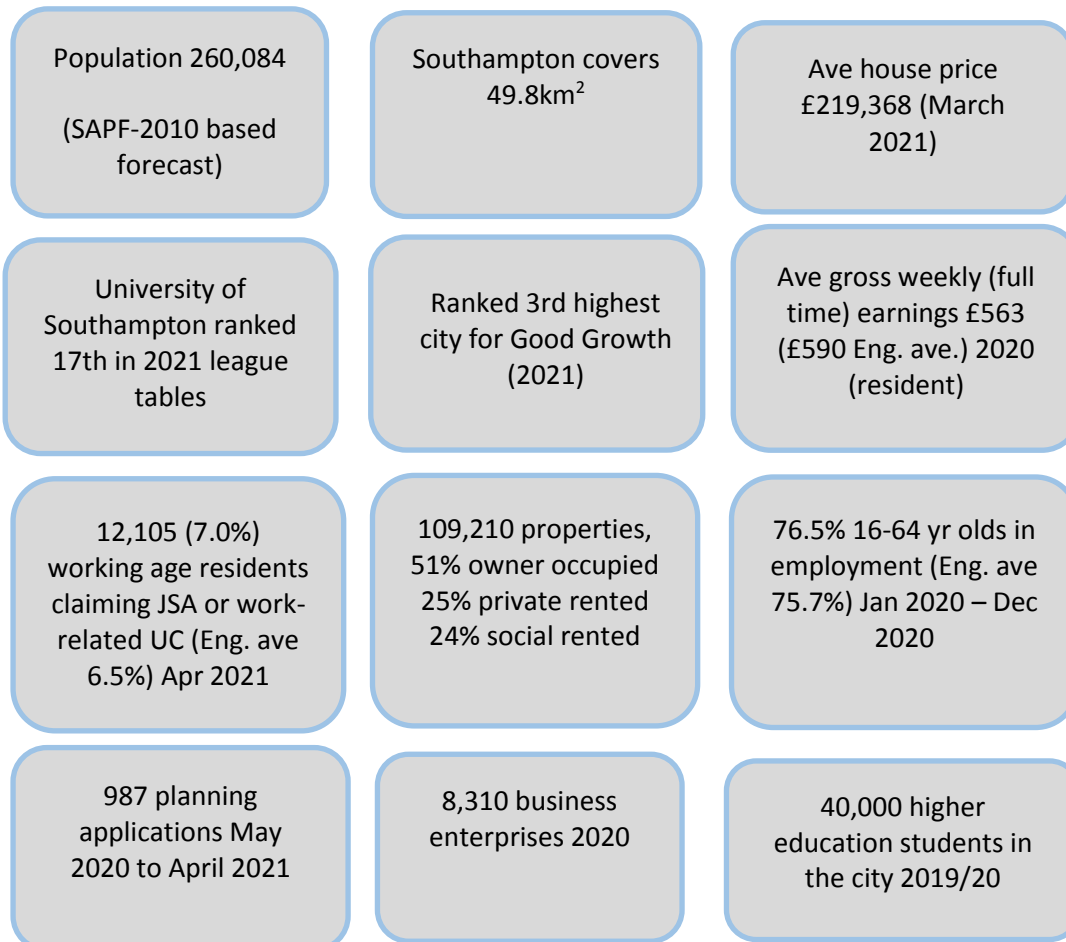 Population 260,084
(SAPF-2010 based
forecast)
Southampton covers
49.8km²
Ave house price
£219,368 (March
2021)
University of
Southampton ranked
17th in 2021 league
tables
Ranked 3rd highest
city for Good Growth
(2021)
Ave gross weekly (full
time) earnings £563
(£590 Eng. ave.) 2020
(resident)
12,105 (7.0%)
working age residents
claiming JSA or work-
related UC (Eng. ave
6.5%) Apr 2021
109,210 properties,
51% owner occupied
25% private rented
24% social rented
76.5% 16-64 yr olds in
employment (Eng. ave
75.7%) Jan 2020 – Dec
2020
987 planning
applications May
2020 to April 2021
8,310 business
enterprises 2020
40,000 higher
education students in
the city 2019/20